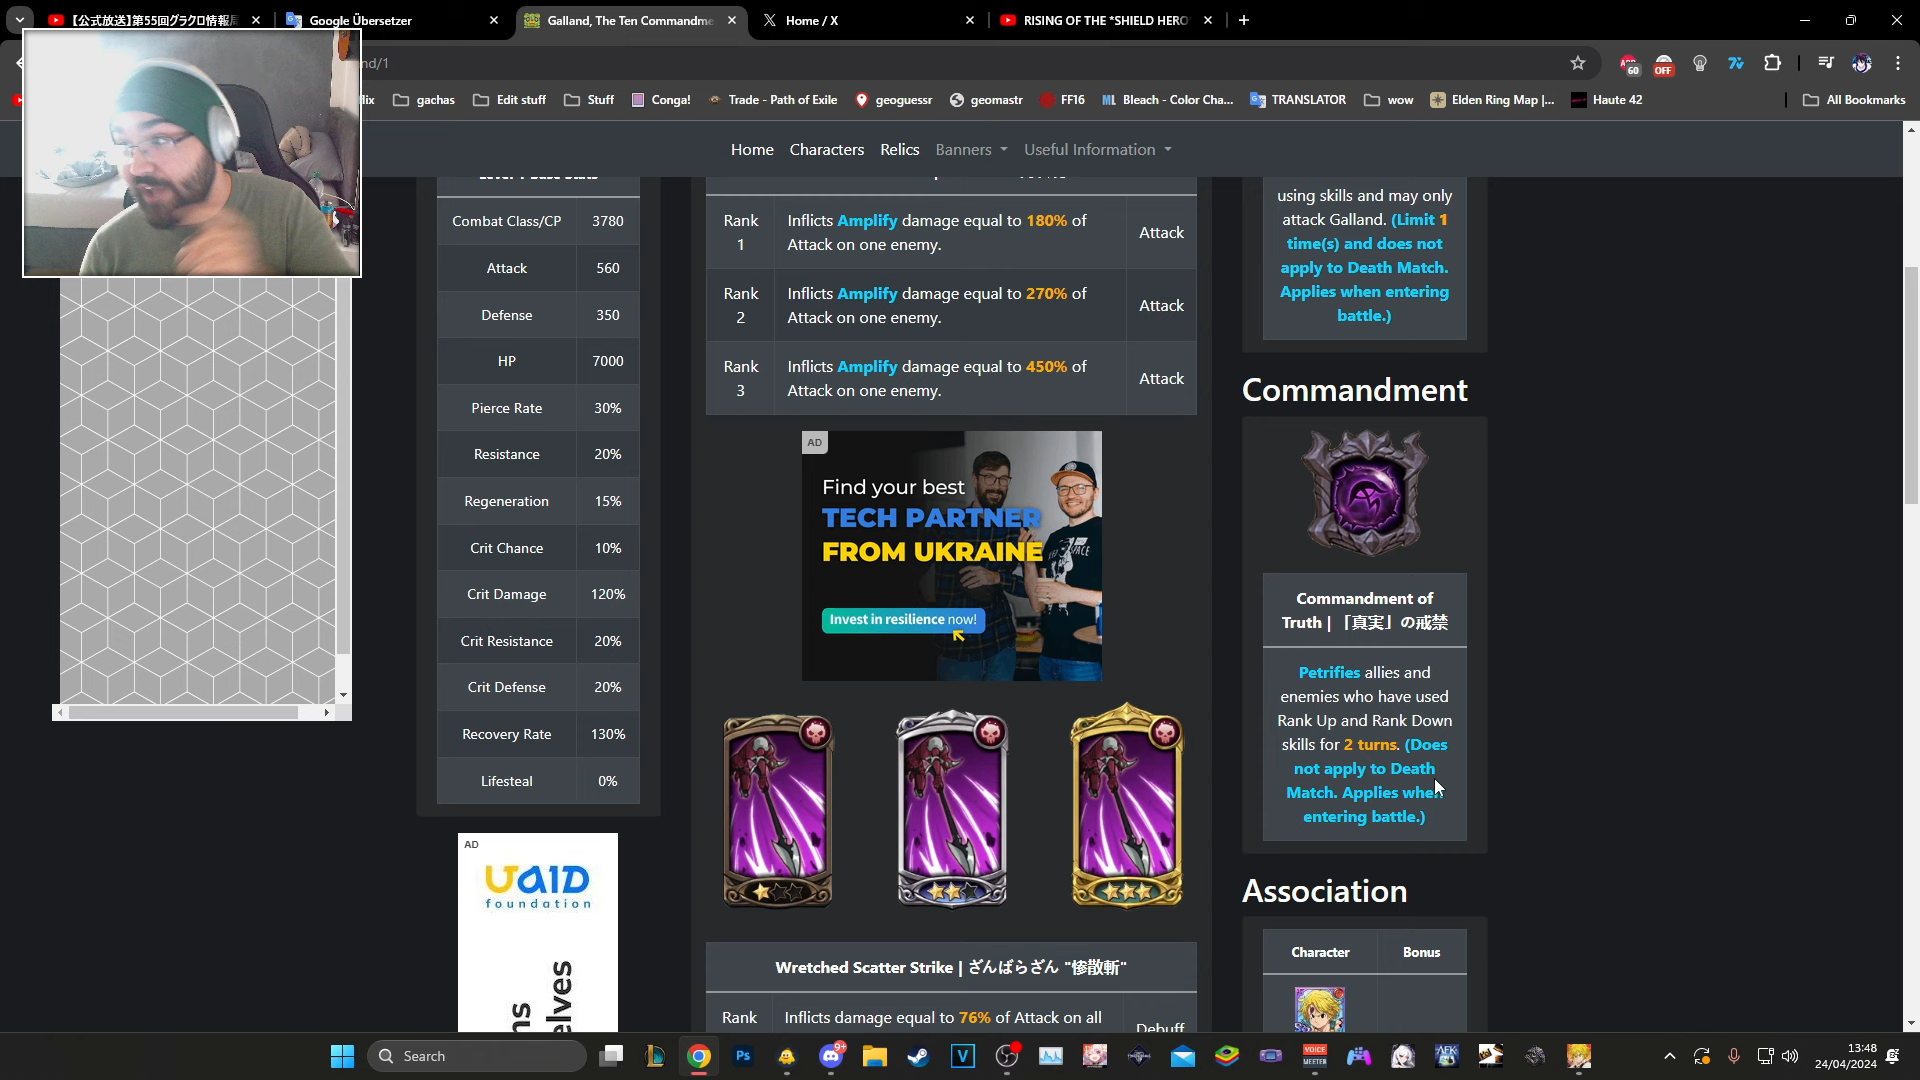 【公式放送】第55回グラクロ情報局
Google Übersetzer
Galland, The Ten Commandme
Home / X
RISING OF THE *SHIELD HERO
nd/1
60
OFF
flix
gachas
Edit stuff
Stuff
Conga!
Trade - Path of Exile
geoguessr
geomastr
FF16
ML Bleach - Color Cha...
TRANSLATOR
wow
Elden Ring Map |...
Haute 42
All Bookmarks
Home
Characters
Relics
Banners
Useful Information
Combat Class/CP 3780
Attack 560
Defense 350
HP 7000
Pierce Rate 30%
Resistance 20%
Regeneration 15%
Crit Chance 10%
Crit Damage 120%
Crit Resistance 20%
Crit Defense 20%
Recovery Rate 130%
Lifesteal 0%
AD
UAID
foundation
elves
Rank
1
Inflicts Amplify damage equal to 180% of
Attack on one enemy.
Attack
Rank
2
Inflicts Amplify damage equal to 270% of
Attack on one enemy.
Attack
Rank
3
Inflicts Amplify damage equal to 450% of
Attack on one enemy.
Attack
AD
Find your best
TECH PARTNER
FROM UKRAINE
Invest in resilience now!
Wretched Scatter Strike | ざんばらざん "惨散斬"
Rank
Inflicts damage equal to 76% of Attack on all
Debuff
using skills and may only
attack Galland. (Limit 1
time(s) and does not
apply to Death Match.
Applies when entering
battle.)
Commandment
Commandment of
Truth | 「真実」の戒禁
Petrifies allies and
enemies who have used
Rank Up and Rank Down
skills for 2 turns. (Does
not apply to Death
Match. Applies when
entering battle.)
Association
Character
Bonus
Search
Ps
9+
V
VOICE
MEETER
AFK
13:48
24/04/2024